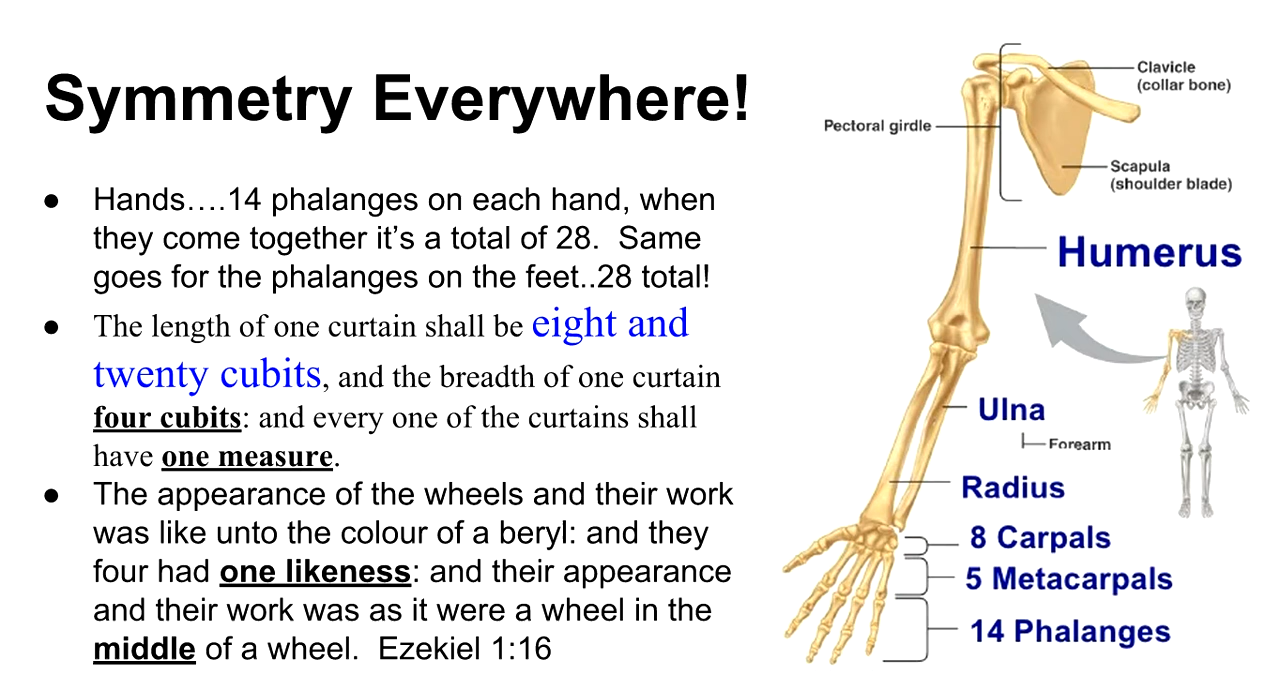 Symmetry Everywhere!
● Hands….14 phalanges on each hand, when
they come together it’s a total of 28.  Same
goes for the phalanges on the feet..28 total!
● The length of one curtain shall be eight and
twenty cubits, and the breadth of one curtain
four cubits: and every one of the curtains shall
have one measure.
● The appearance of the wheels and their work
was like unto the colour of a beryl: and they
four had one likeness: and their appearance
and their work was as it were a wheel in the
middle of a wheel.  Ezekiel 1:16
Clavicle
(collar bone)
Pectoral girdle
Scapula
(shoulder blade)
Humerus
Ulna
Forearm
Radius
8 Carpals
5 Metacarpals
14 Phalanges